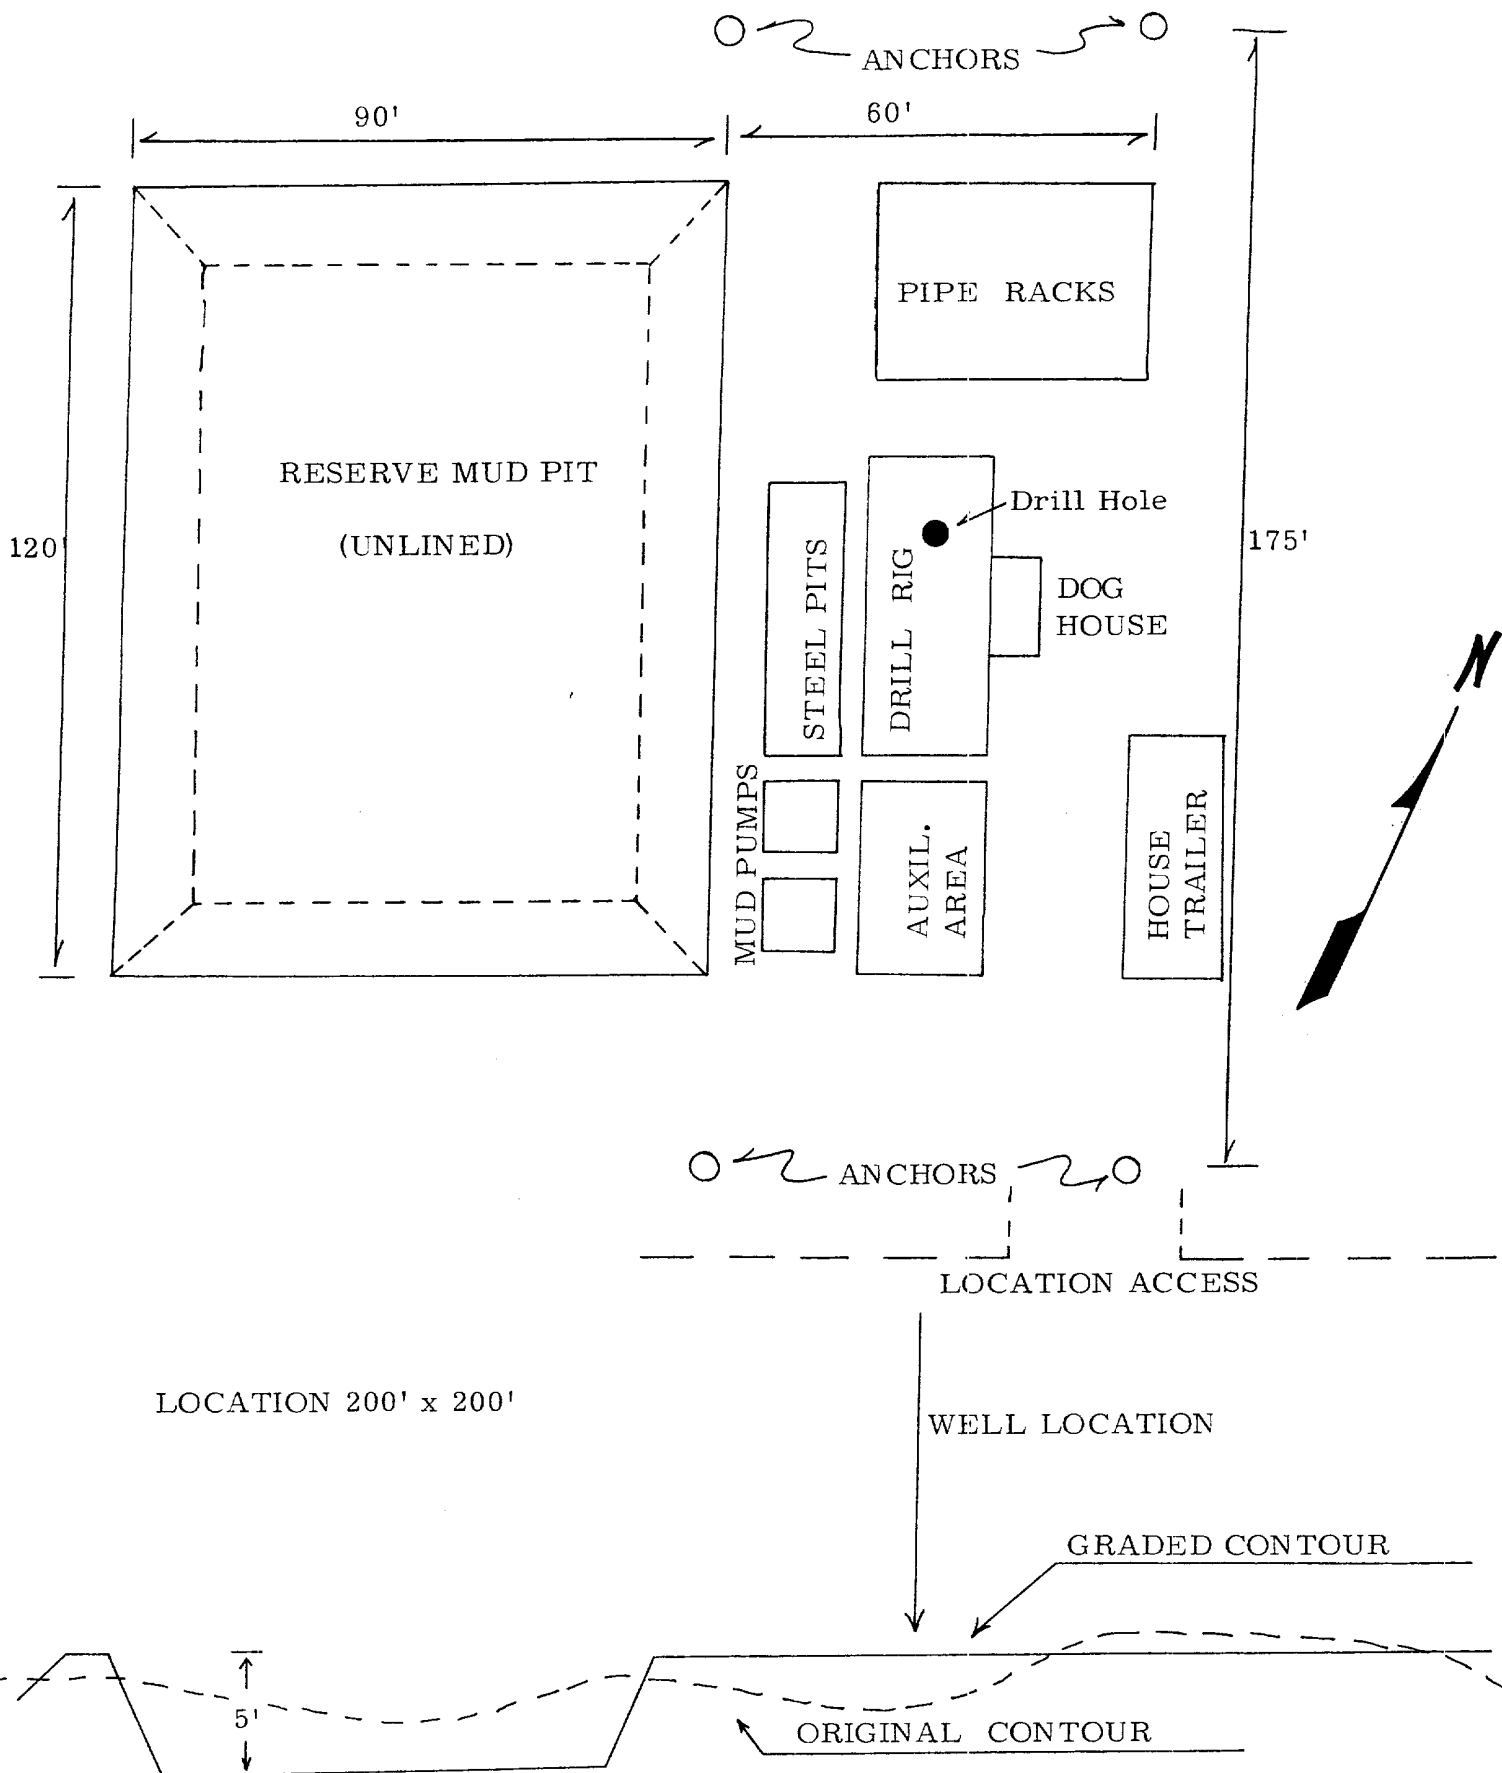 ANCHORS
90'
60'
PIPE RACKS
RESERVE MUD PIT
(UNLINED)
120'
Drill Hole
175'
STEEL PITS
DRILL RIG
DOG
HOUSE
N
MUD PUMPS
AUXIL.
AREA
HOUSE
TRAILER
ANCHORS
LOCATION ACCESS
LOCATION 200' x 200'
WELL LOCATION
GRADED CONTOUR
5'
ORIGINAL CONTOUR